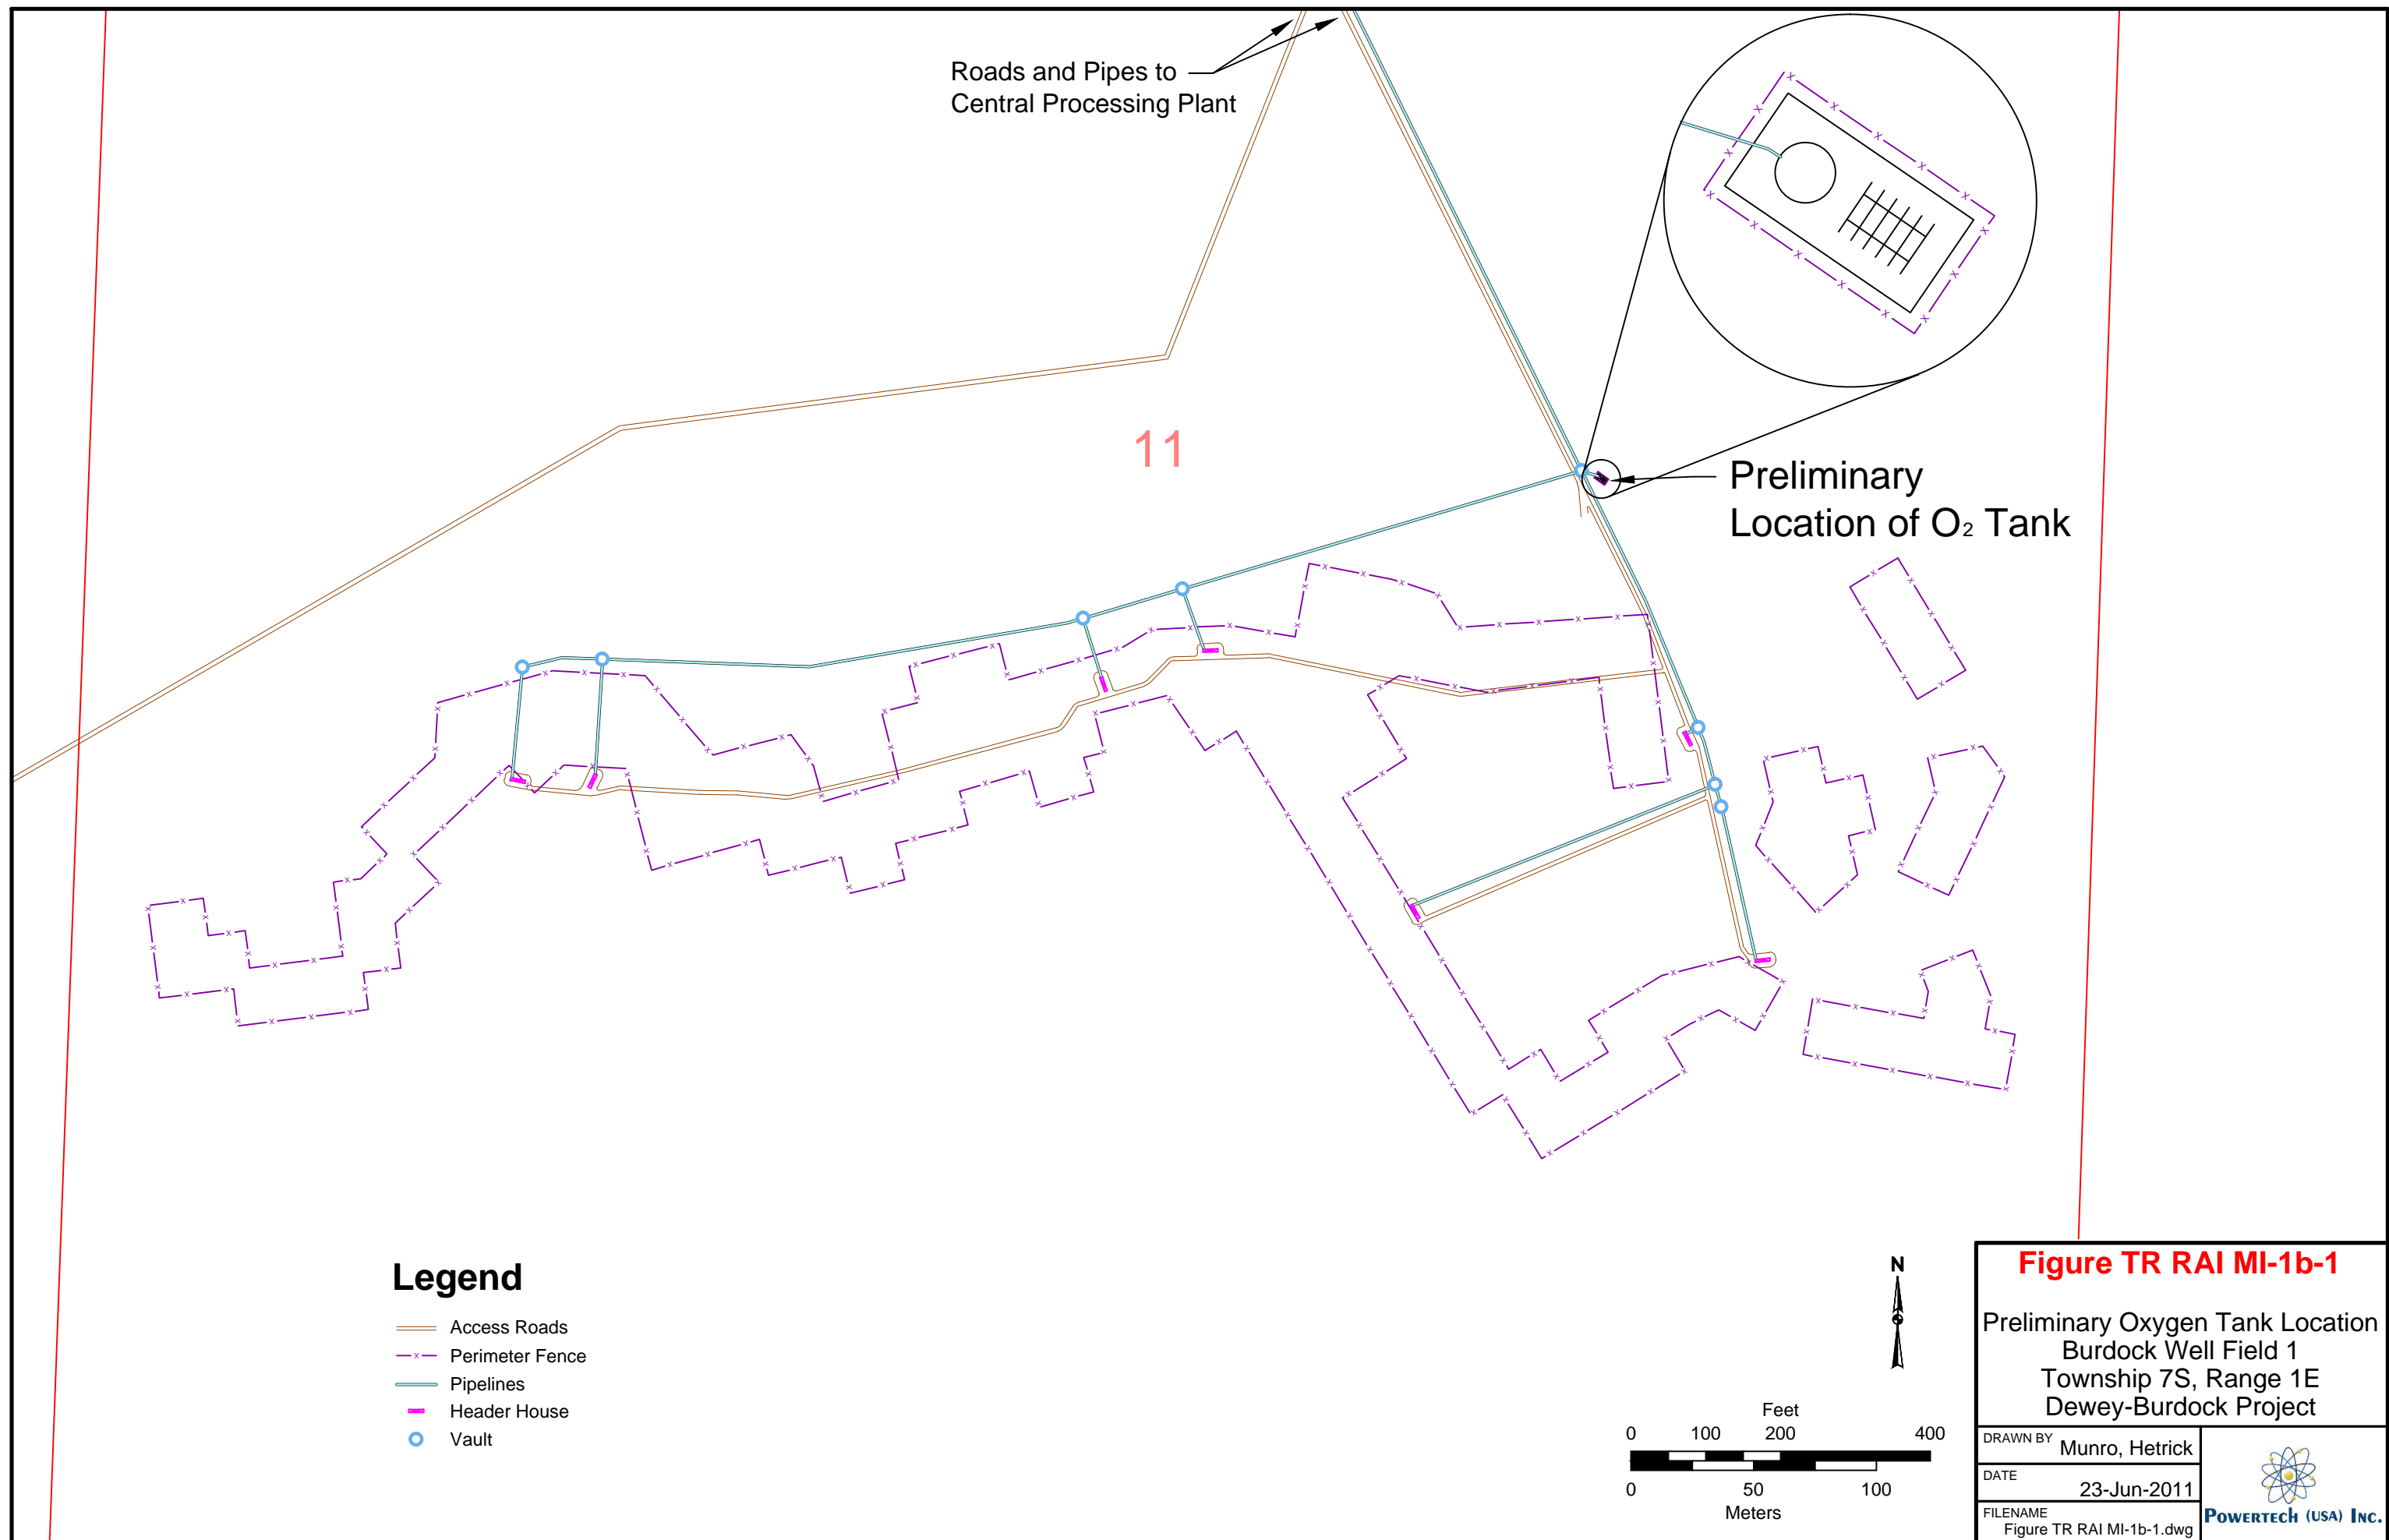 Roads and Pipes to
Central Processing Plant
11
Preliminary
Location of O₂ Tank
Legend
Access Roads
Perimeter Fence
Pipelines
Header House
Vault
N
Feet
0 100 200 400
0 50 100
Meters
Figure TR RAI MI-1b-1
Preliminary Oxygen Tank Location
Burdock Well Field 1
Township 7S, Range 1E
Dewey-Burdock Project
DRAWN BY Munro, Hetrick
DATE 23-Jun-2011
FILENAME
Figure TR RAI MI-1b-1.dwg
POWERTECH (USA) INC.